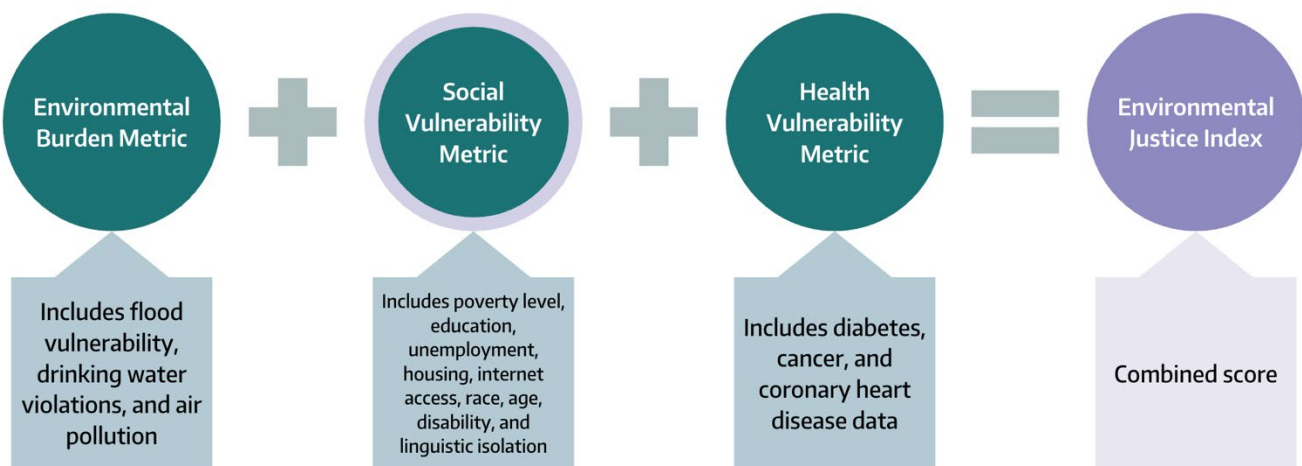 Environmental
Burden Metric
Social
Vulnerability
Metric
Health
Vulnerability
Metric
Environmental
Justice Index
Includes flood
vulnerability,
drinking water
violations, and air
pollution
Includes poverty level,
education,
unemployment,
housing, internet
access, race, age,
disability, and
linguistic isolation
Includes diabetes,
cancer, and
coronary heart
disease data
Combined score